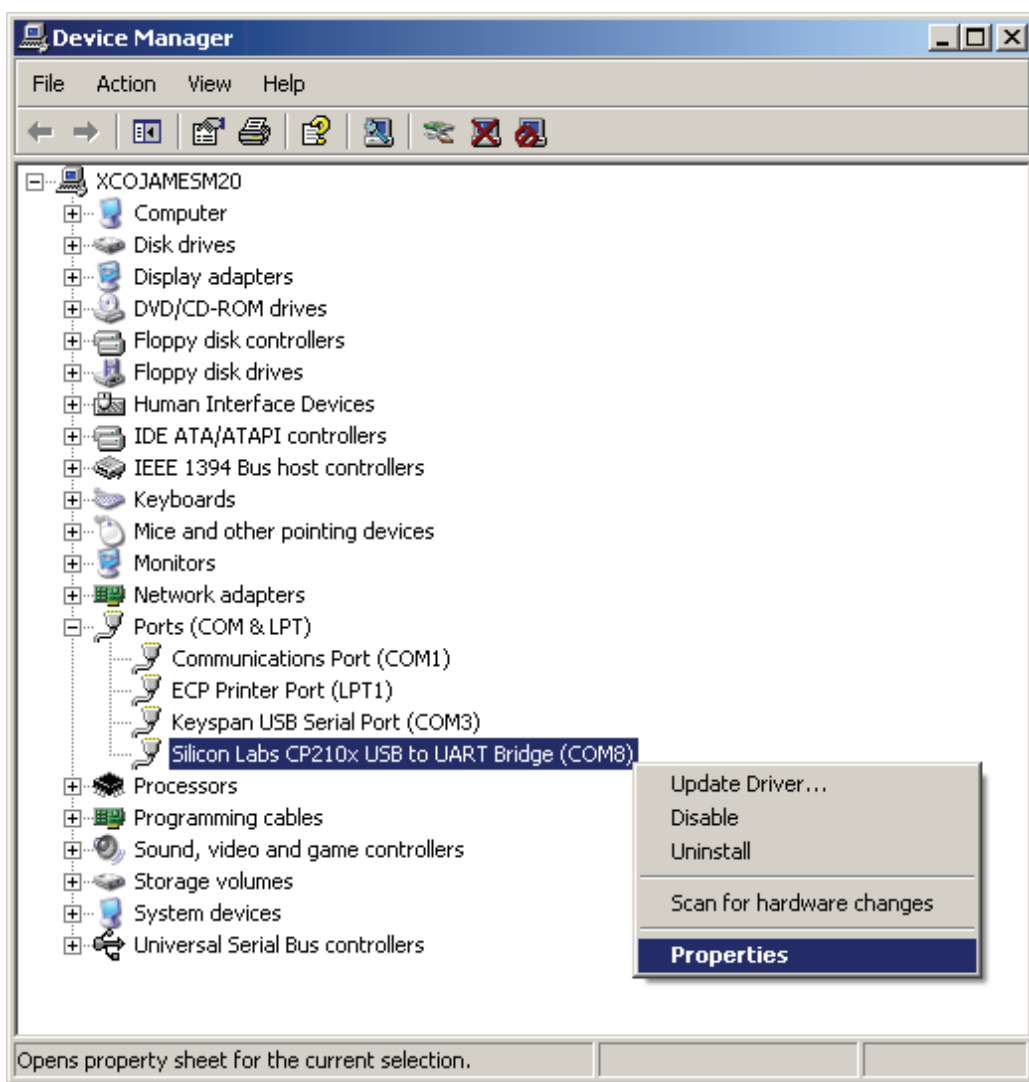 Device Manager
File Action View Help
XCOJAMESM20
Computer
Disk drives
Display adapters
DVD/CD-ROM drives
Floppy disk controllers
Floppy disk drives
Human Interface Devices
IDE ATA/ATAPI controllers
IEEE 1394 Bus host controllers
Keyboards
Mice and other pointing devices
Monitors
Network adapters
Ports (COM & LPT)
Communications Port (COM1)
ECP Printer Port (LPT1)
Keyspan USB Serial Port (COM3)
Silicon Labs CP210x USB to UART Bridge (COM8)
Processors
Programming cables
Sound, video and game controllers
Storage volumes
System devices
Universal Serial Bus controllers
Update Driver...
Disable
Uninstall
Scan for hardware changes
Properties
Opens property sheet for the current selection.